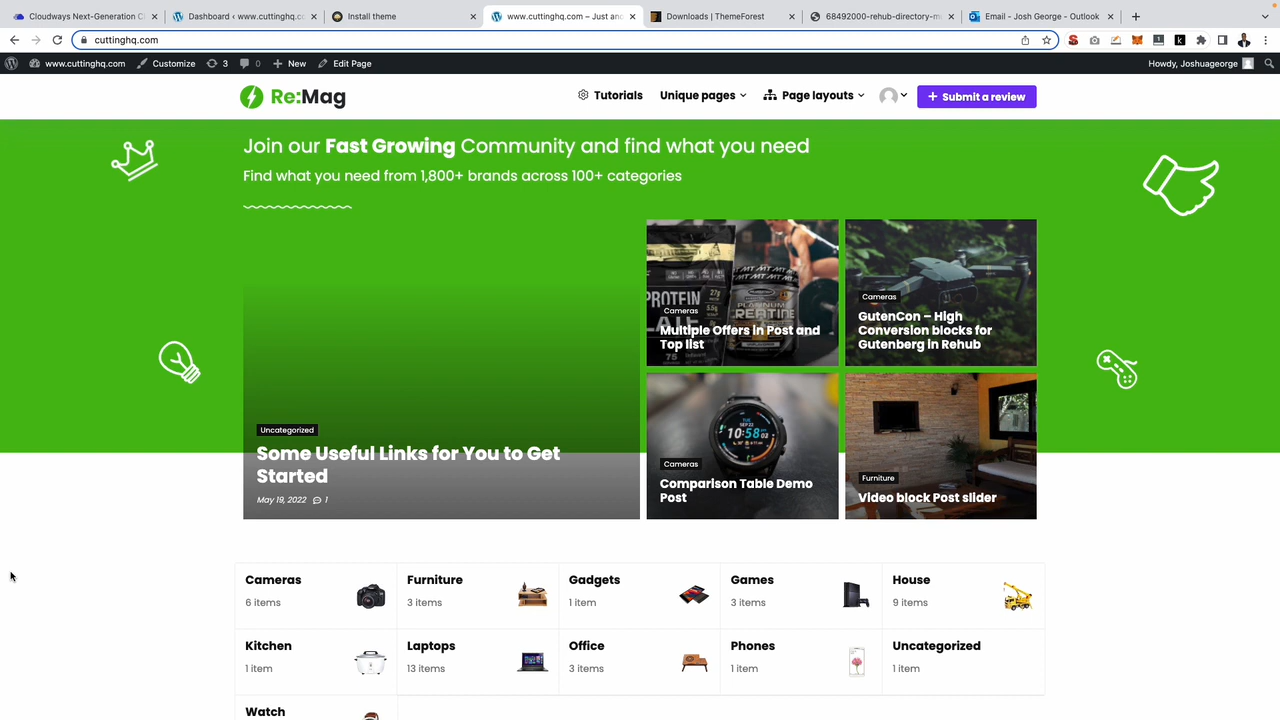 Cloudways Next-Generation C
Dashboard ‹ www.cuttinghq.c
Install theme
www.cuttinghq.com – Just ano
Downloads | ThemeForest
68492000-rehub-directory-m
Email - Josh George - Outlook
cuttinghq.com
www.cuttinghq.com
Customize
3
0
New
Edit Page
Howdy, Joshuageorge
Re:Mag
Tutorials
Unique pages
Page layouts
+ Submit a review
Join our Fast Growing Community and find what you need
Find what you need from 1,800+ brands across 100+ categories
Uncategorized
Some Useful Links for You to Get
Started
May 19, 2022
1
PROTEIN
PLATINUM
CREATINE
Cameras
Multiple Offers in Post and
Top list
Cameras
GutenCon – High
Conversion blocks for
Gutenberg in Rehub
10:58
Cameras
Comparison Table Demo
Post
Furniture
Video block Post slider
Cameras
6 items
Furniture
3 items
Gadgets
1 item
Games
3 items
House
9 items
Kitchen
1 item
Laptops
13 items
Office
3 items
Phones
1 item
Uncategorized
1 item
Watch